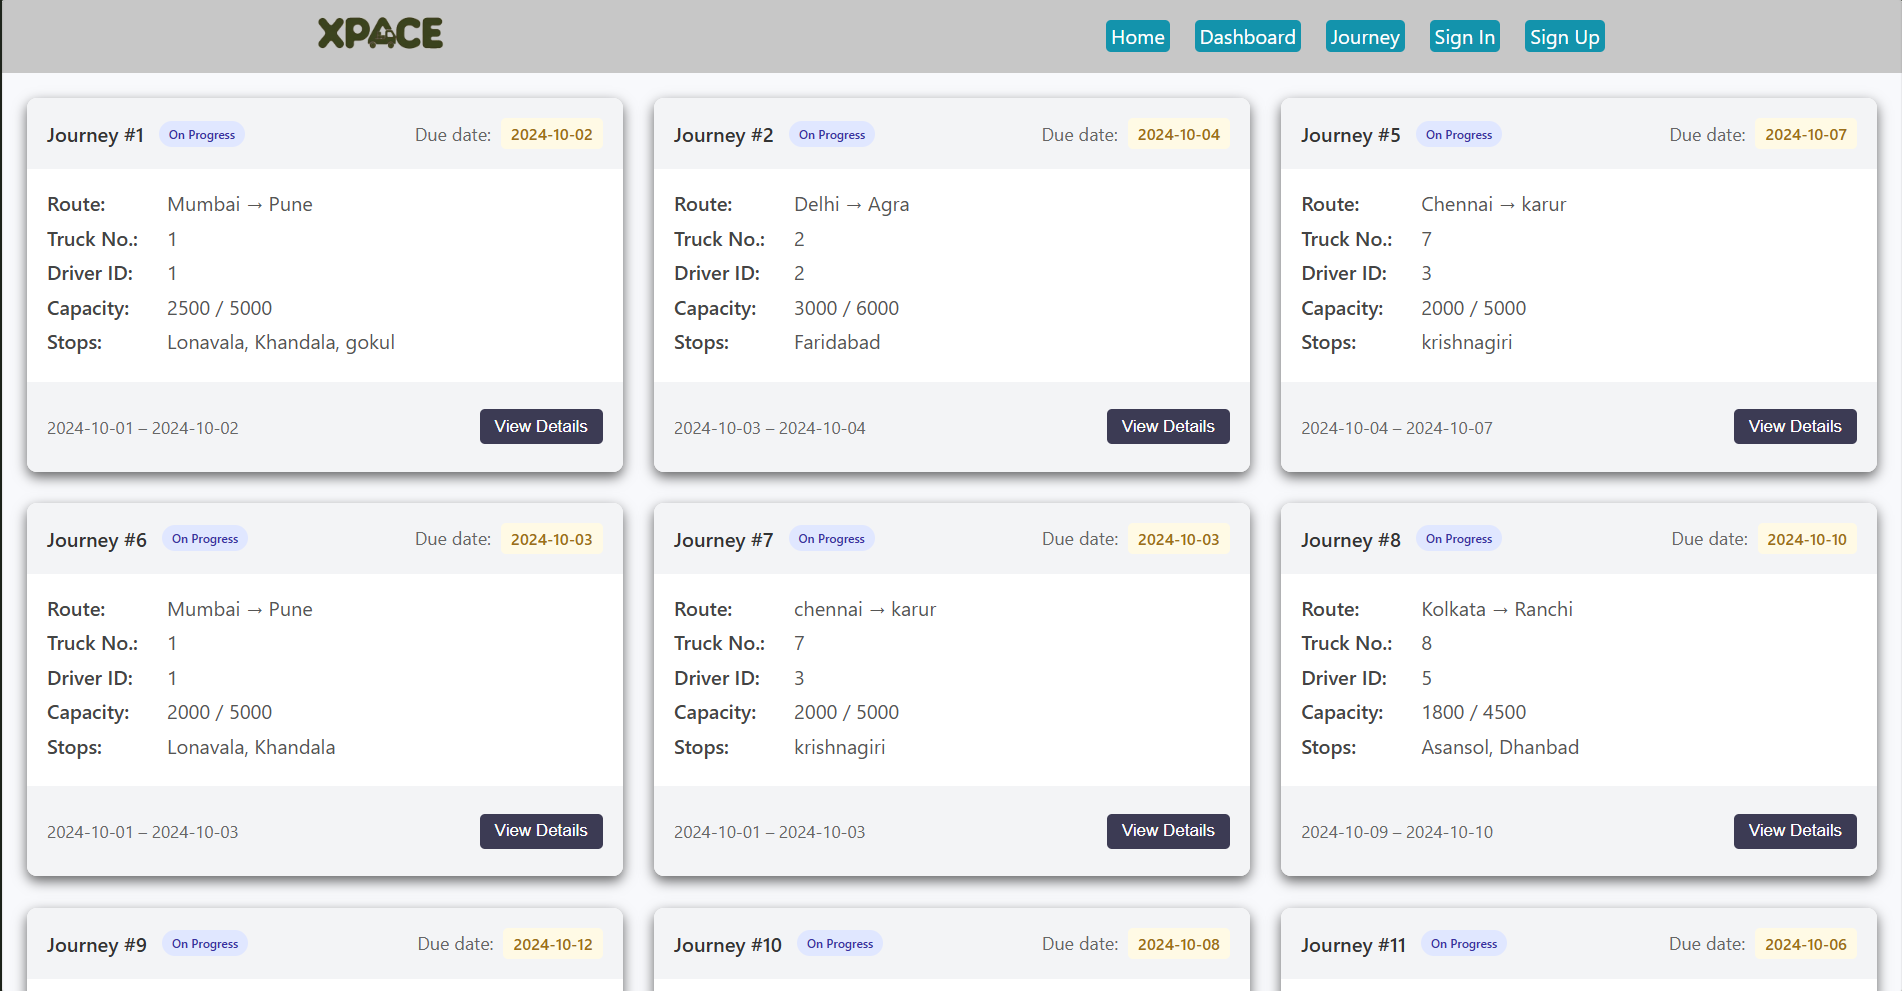 XPACE Home Dashboard Journey Sign In Sign Up
Journey #1 On Progress Due date: 2024-10-02
Route: Mumbai → Pune
Truck No.: 1
Driver ID: 1
Capacity: 2500 / 5000
Stops: Lonavala, Khandala, gokul
2024-10-01 – 2024-10-02 View Details
Journey #2 On Progress Due date: 2024-10-04
Route: Delhi → Agra
Truck No.: 2
Driver ID: 2
Capacity: 3000 / 6000
Stops: Faridabad
2024-10-03 – 2024-10-04 View Details
Journey #5 On Progress Due date: 2024-10-07
Route: Chennai → karur
Truck No.: 7
Driver ID: 3
Capacity: 2000 / 5000
Stops: krishnagiri
2024-10-04 – 2024-10-07 View Details
Journey #6 On Progress Due date: 2024-10-03
Route: Mumbai → Pune
Truck No.: 1
Driver ID: 1
Capacity: 2000 / 5000
Stops: Lonavala, Khandala
2024-10-01 – 2024-10-03 View Details
Journey #7 On Progress Due date: 2024-10-03
Route: chennai → karur
Truck No.: 7
Driver ID: 3
Capacity: 2000 / 5000
Stops: krishnagiri
2024-10-01 – 2024-10-03 View Details
Journey #8 On Progress Due date: 2024-10-10
Route: Kolkata → Ranchi
Truck No.: 8
Driver ID: 5
Capacity: 1800 / 4500
Stops: Asansol, Dhanbad
2024-10-09 – 2024-10-10 View Details
Journey #9 On Progress Due date: 2024-10-12
Journey #10 On Progress Due date: 2024-10-08
Journey #11 On Progress Due date: 2024-10-06